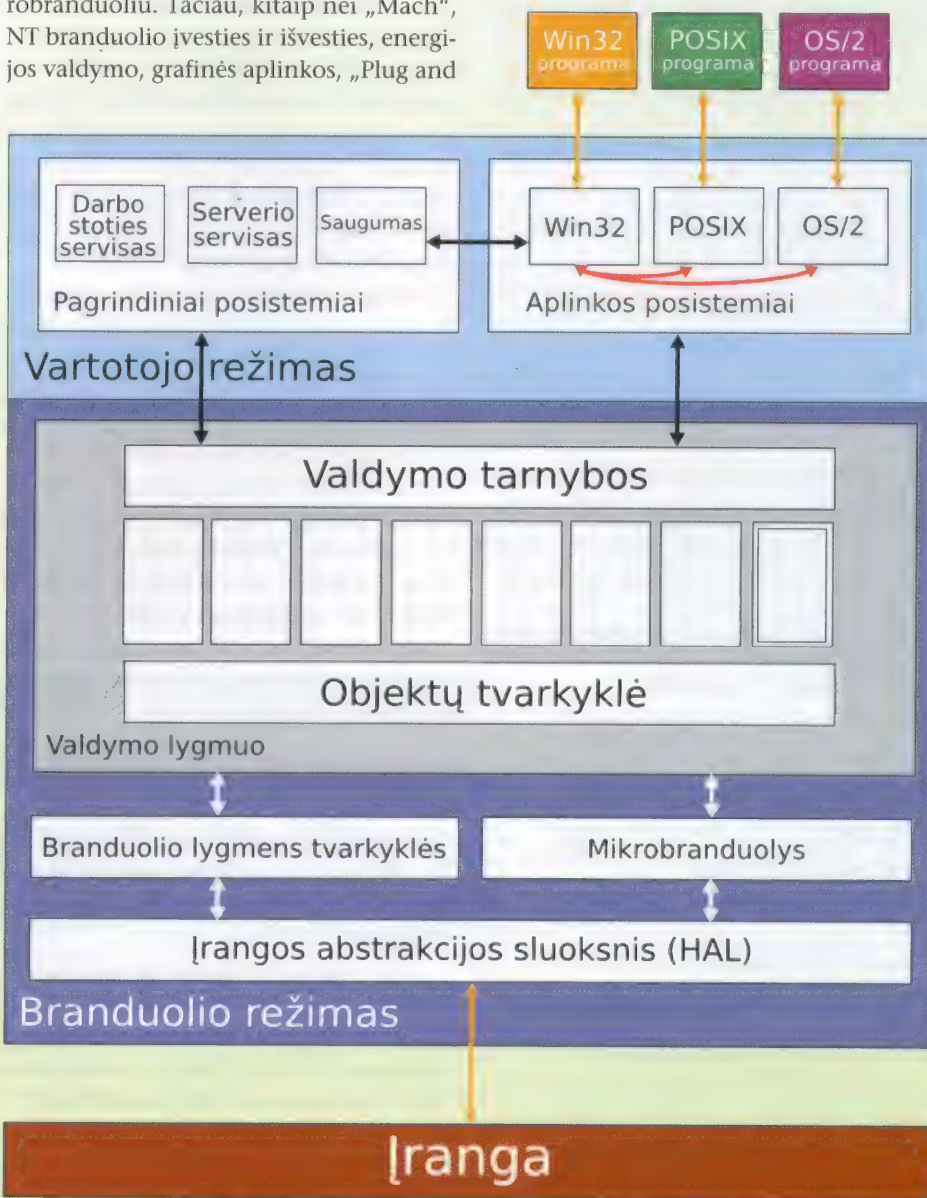 robranduoliu. Tačiau, kitaip nei „Mach“,
NT branduolio įvesties ir išvesties, energi-
jos valdymo, grafinės aplinkos, „Plug and
Win32
programa
POSIX
programa
OS/2
programa
Darbo
stoties
servisas
Serverio
servisas
Saugumas
Win32
POSIX
OS/2
Pagrindiniai posistemiai
Aplinkos posistemiai
Vartotojo režimas
Valdymo tarnybos
Objektų tvarkyklė
Valdymo lygmuo
Branduolio lygmens tvarkyklės
Mikrobranduolys
Įrangos abstrakcijos sluoksnis (HAL)
Branduolio režimas
Įranga